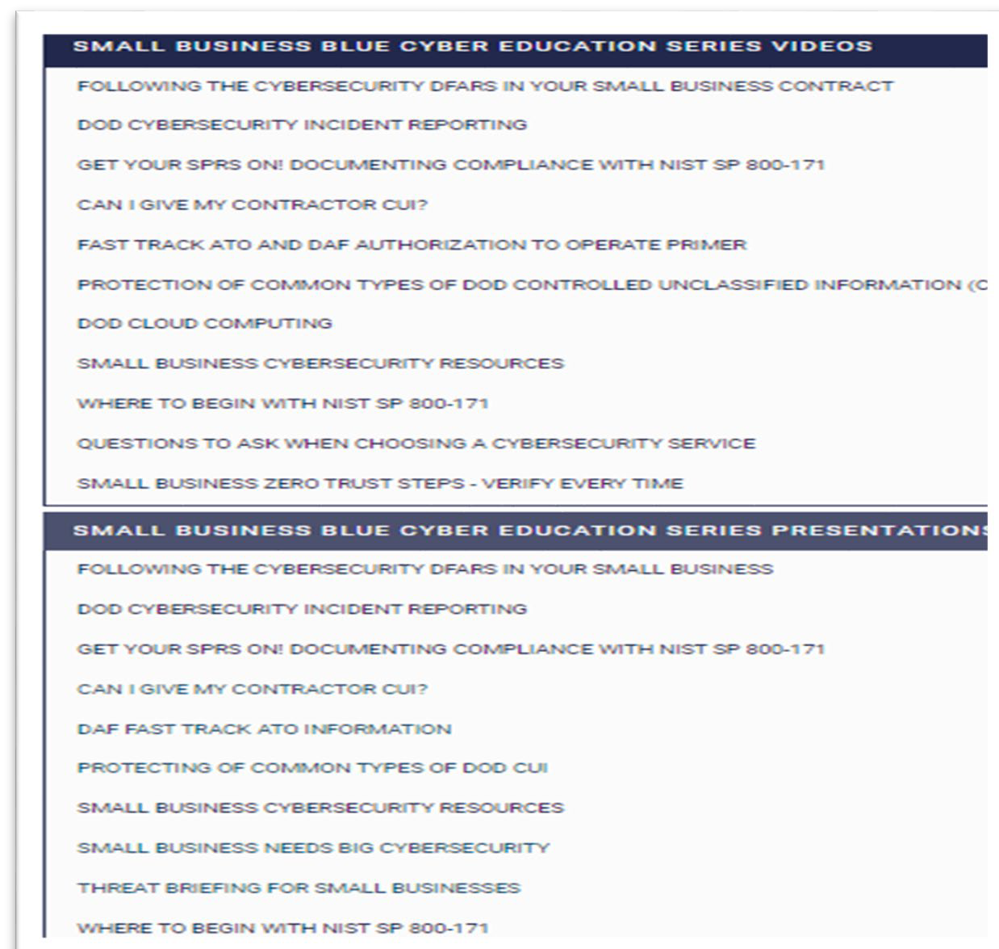 SMALL BUSINESS BLUE CYBER EDUCATION SERIES VIDEOS
FOLLOWING THE CYBERSECURITY DFARS IN YOUR SMALL BUSINESS CONTRACT
DOD CYBERSECURITY INCIDENT REPORTING
GET YOUR SPRS ON! DOCUMENTING COMPLIANCE WITH NIST SP 800-171
CAN I GIVE MY CONTRACTOR CUI?
FAST TRACK ATO AND DAF AUTHORIZATION TO OPERATE PRIMER
PROTECTION OF COMMON TYPES OF DOD CONTROLLED UNCLASSIFIED INFORMATION (C
DOD CLOUD COMPUTING
SMALL BUSINESS CYBERSECURITY RESOURCES
WHERE TO BEGIN WITH NIST SP 800-171
QUESTIONS TO ASK WHEN CHOOSING A CYBERSECURITY SERVICE
SMALL BUSINESS ZERO TRUST STEPS - VERIFY EVERY TIME
SMALL BUSINESS BLUE CYBER EDUCATION SERIES PRESENTATIONS
FOLLOWING THE CYBERSECURITY DFARS IN YOUR SMALL BUSINESS
DOD CYBERSECURITY INCIDENT REPORTING
GET YOUR SPRS ON! DOCUMENTING COMPLIANCE WITH NIST SP 800-171
CAN I GIVE MY CONTRACTOR CUI?
DAF FAST TRACK ATO INFORMATION
PROTECTING OF COMMON TYPES OF DOD CUI
SMALL BUSINESS CYBERSECURITY RESOURCES
SMALL BUSINESS NEEDS BIG CYBERSECURITY
THREAT BRIEFING FOR SMALL BUSINESSES
WHERE TO BEGIN WITH NIST SP 800-171